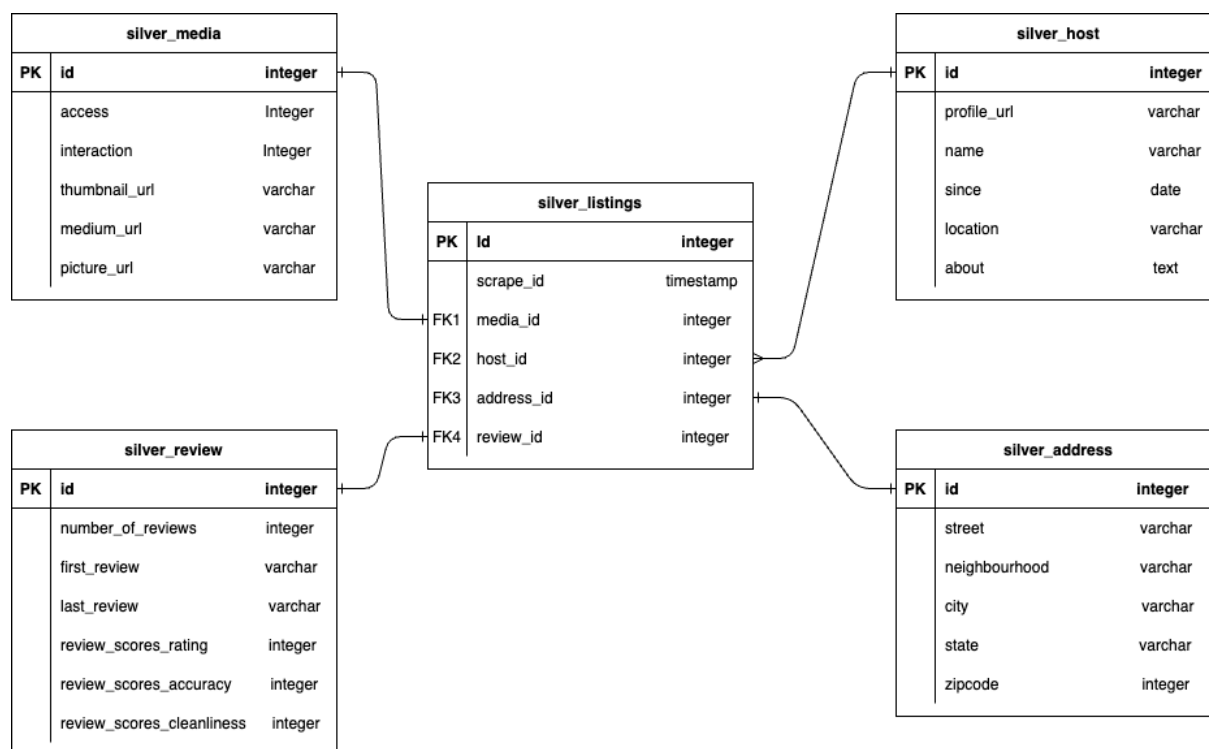 silver_media
PK id integer
access Integer
interaction Integer
thumbnail_url varchar
medium_url varchar
picture_url varchar
silver_host
PK id integer
profile_url varchar
name varchar
since date
location varchar
about text
silver_listings
PK Id integer
scrape_id timestamp
FK1 media_id integer
FK2 host_id integer
FK3 address_id integer
FK4 review_id integer
silver_review
PK id integer
number_of_reviews integer
first_review varchar
last_review varchar
review_scores_rating integer
review_scores_accuracy integer
review_scores_cleanliness integer
silver_address
PK id integer
street varchar
neighbourhood varchar
city varchar
state varchar
zipcode integer